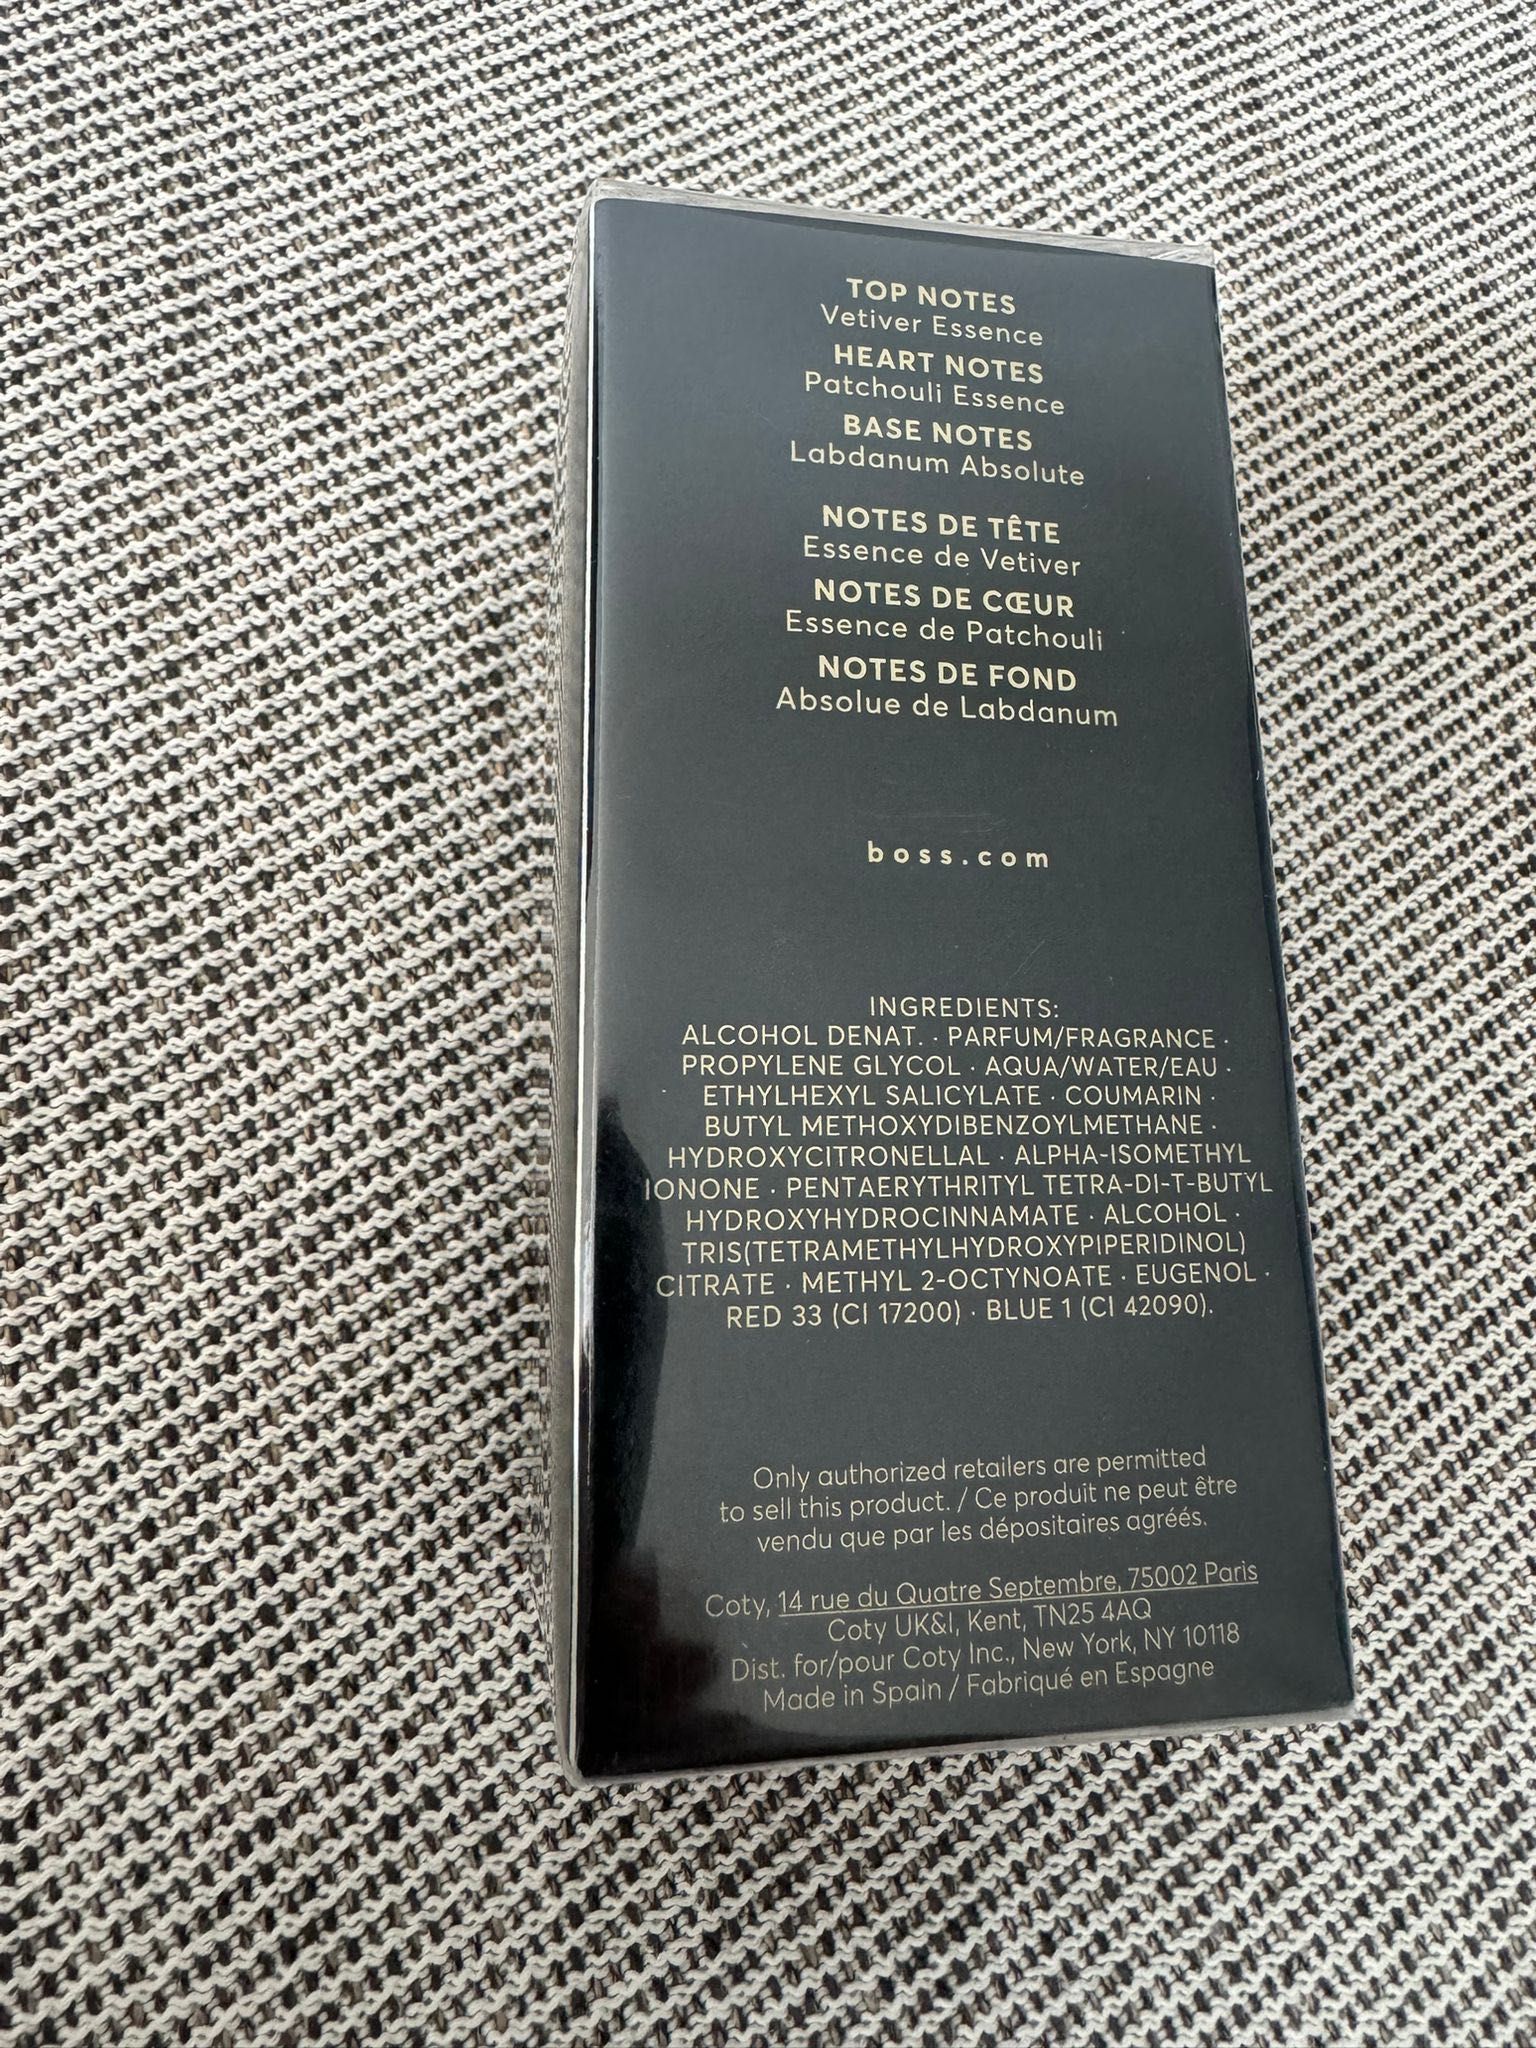 TOP NOTES
Vetiver Essence
HEART NOTES
Patchouli Essence
BASE NOTES
Labdanum Absolute
NOTES DE TÊTE
Essence de Vetiver
NOTES DE CŒUR
Essence de Patchouli
NOTES DE FOND
Absolue de Labdanum
boss.com
INGREDIENTS:
ALCOHOL DENAT. · PARFUM/FRAGRANCE ·
PROPYLENE GLYCOL · AQUA/WATER/EAU ·
ETHYLHEXYL SALICYLATE · COUMARIN ·
BUTYL METHOXYDIBENZOYLMETHANE ·
HYDROXYCITRONELLAL · ALPHA-ISOMETHYL
IONONE · PENTAERYTHRITYL TETRA-DI-T-BUTYL
HYDROXYHYDROCINNAMATE · ALCOHOL ·
TRIS(TETRAMETHYLHYDROXYPIPERIDINOL)
CITRATE · METHYL 2-OCTYNOATE · EUGENOL ·
RED 33 (CI 17200) · BLUE 1 (CI 42090).
Only authorized retailers are permitted
to sell this product. / Ce produit ne peut être
vendu que par les dépositaires agréés.
Coty, 14 rue du Quatre Septembre, 75002 Paris
Coty UK&I, Kent, TN25 4AQ
Dist. for/pour Coty Inc., New York, NY 10118
Made in Spain / Fabriqué en Espagne